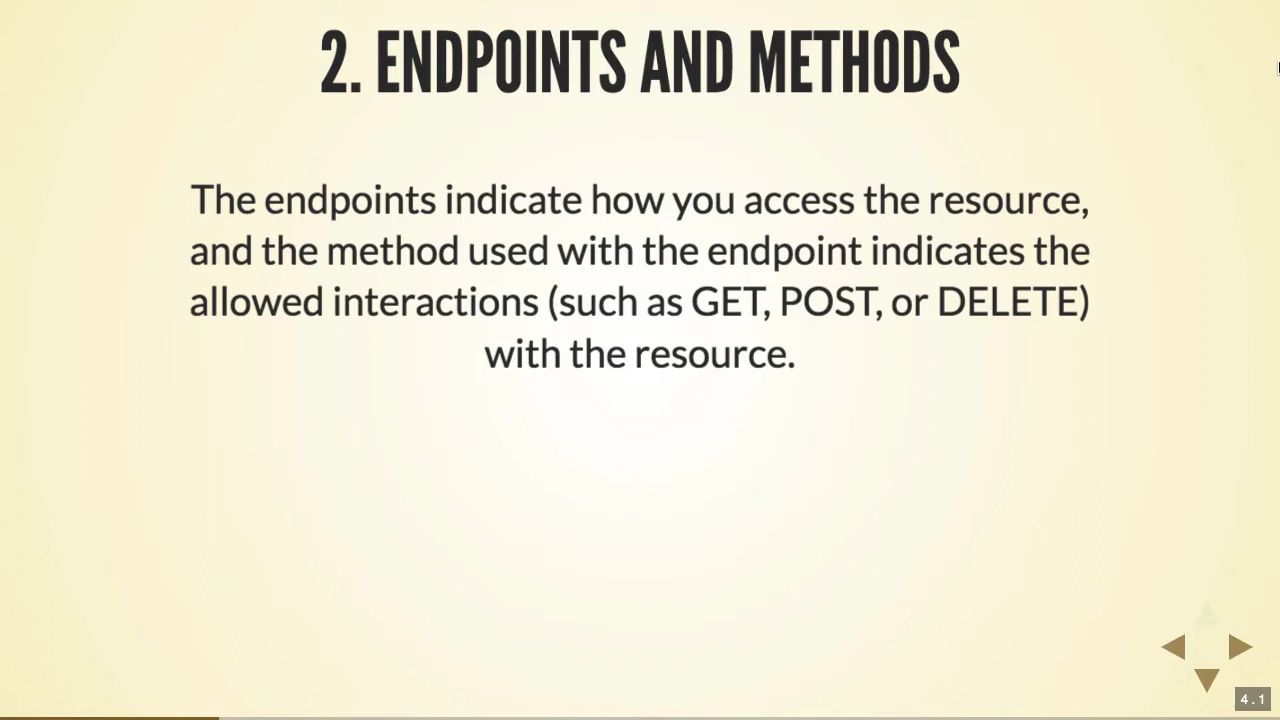 2. ENDPOINTS AND METHODS
The endpoints indicate how you access the resource,
and the method used with the endpoint indicates the
allowed interactions (such as GET, POST, or DELETE)
with the resource.
4.1